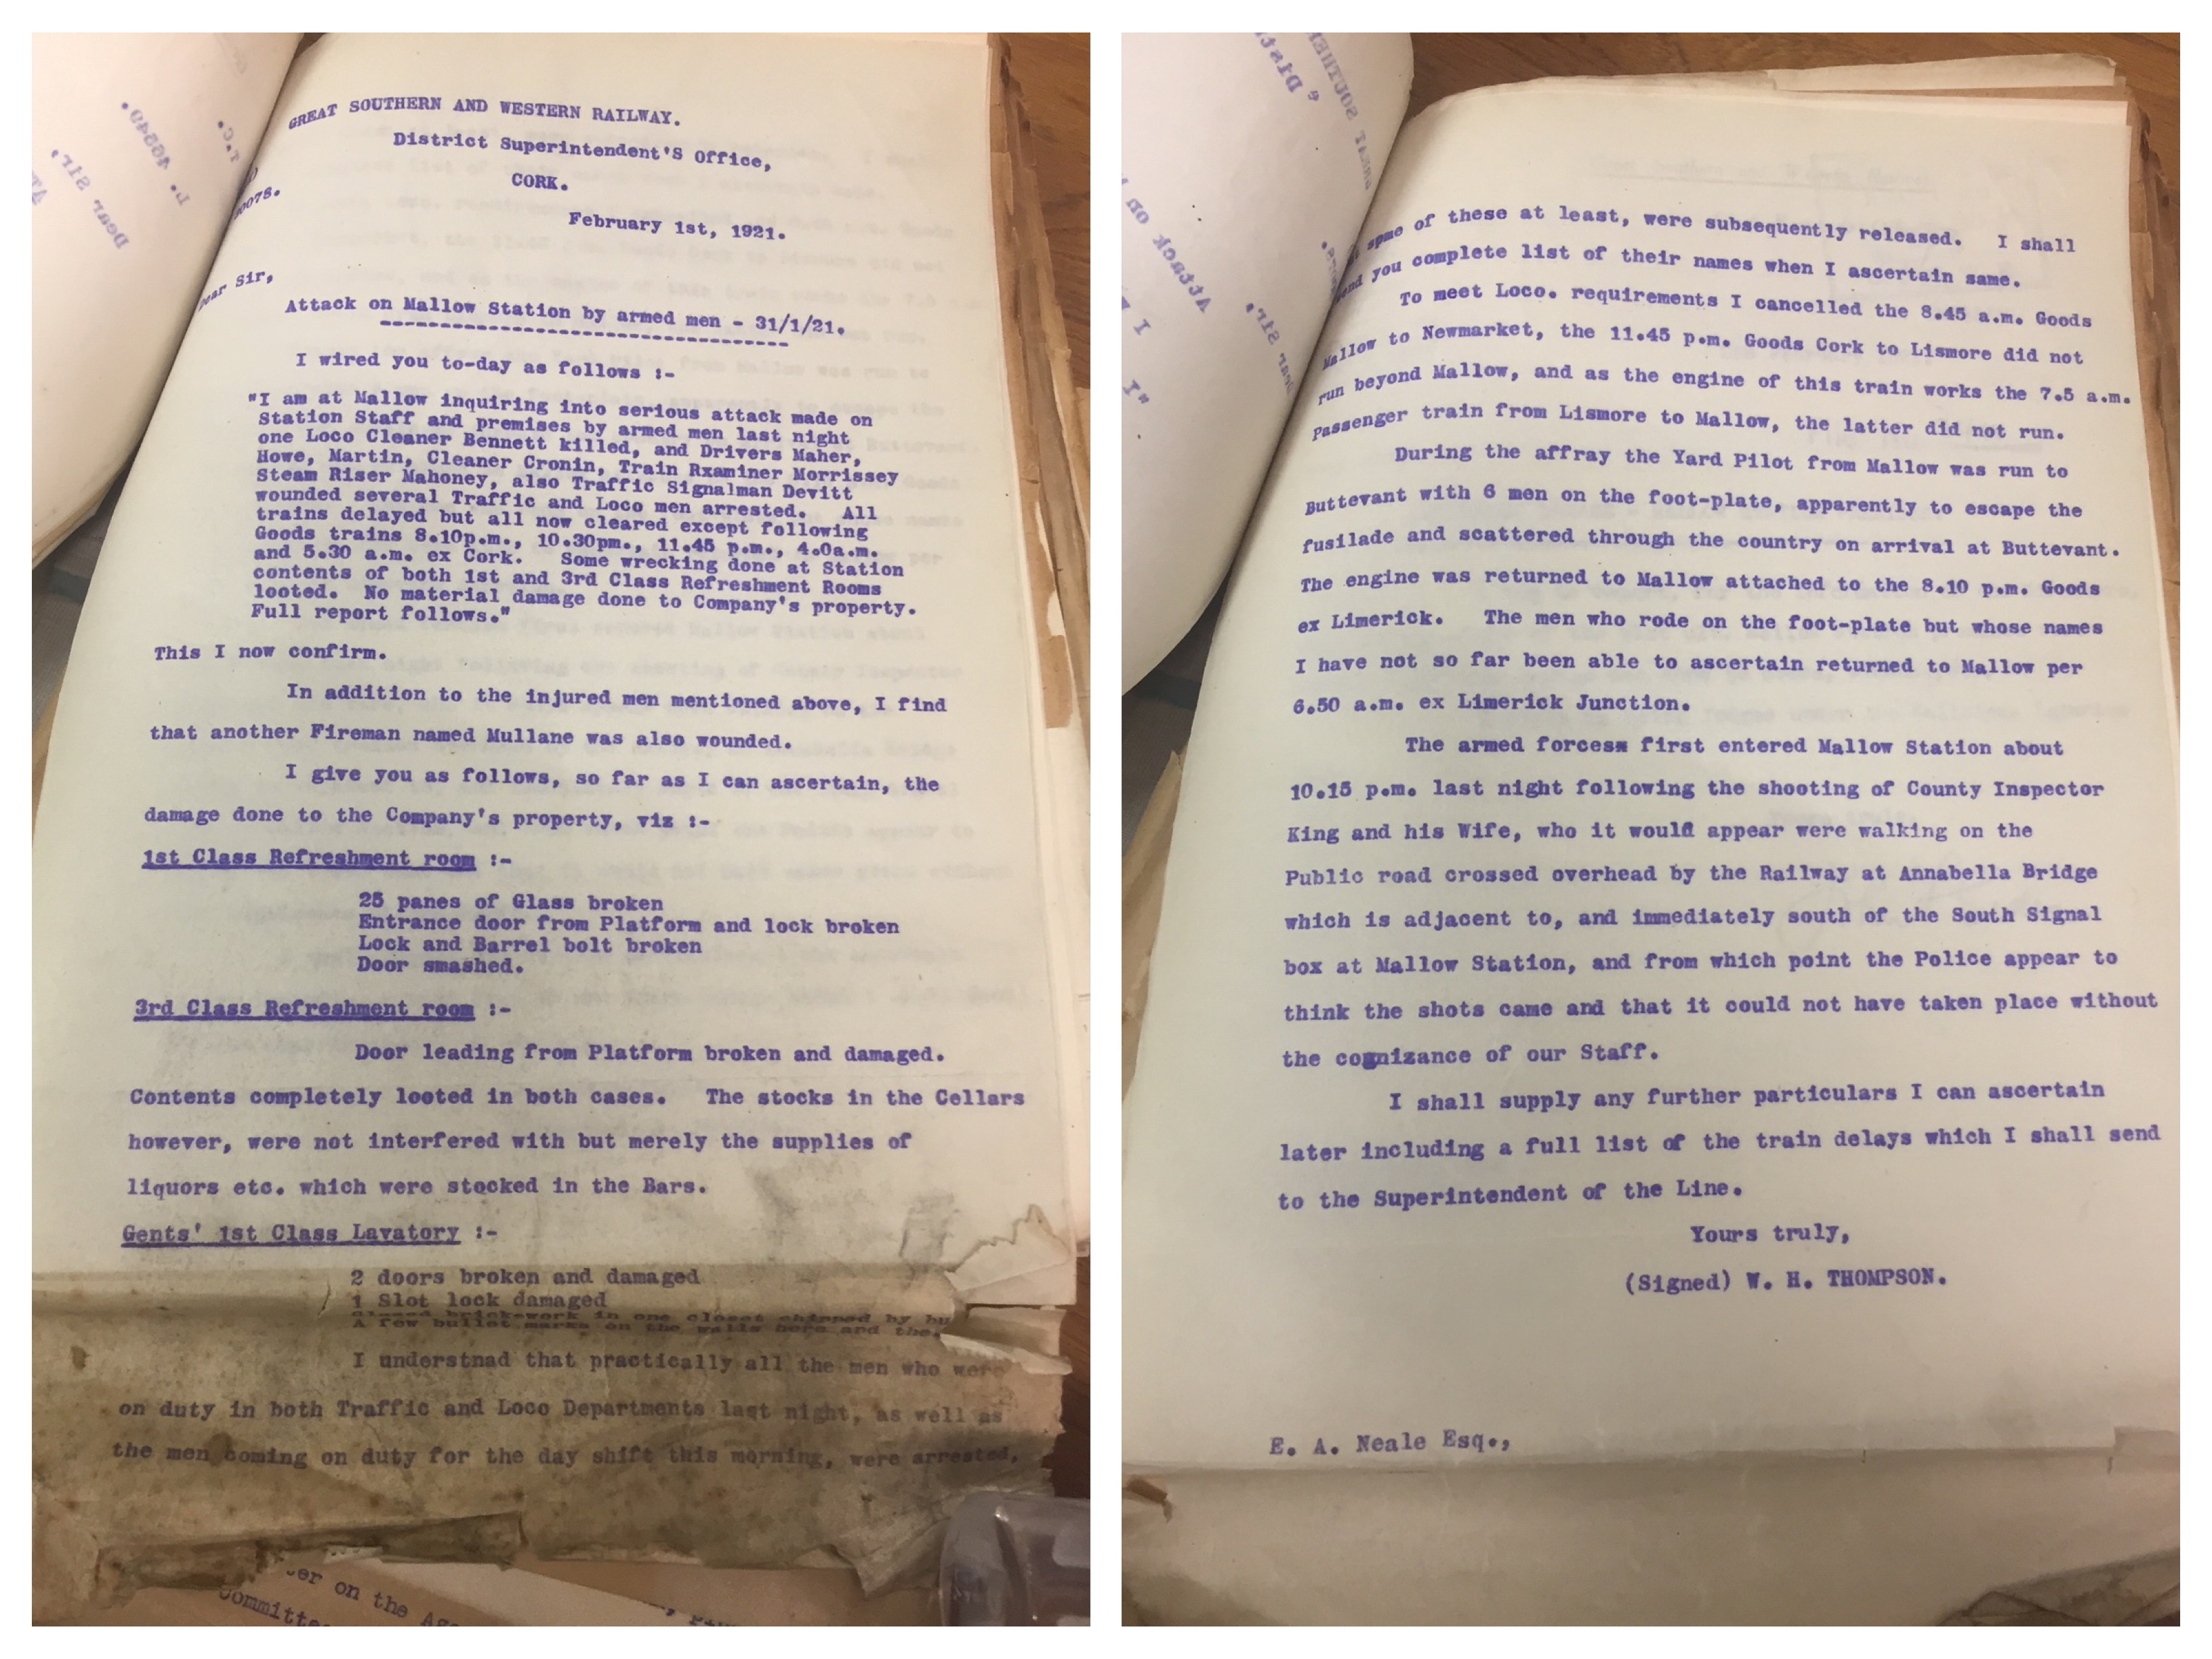 GREAT SOUTHERN AND WESTERN RAILWAY.
District Superintendent'S Office,
CORK.
0078.
February 1st, 1921.
Sir,
Attack on Mallow Station by armed men - 31/1/21.
I wired you to-day as follows :-
"I am at Mallow inquiring into serious attack made on
Station Staff and premises by armed men last night
one Loco Cleaner Bennett killed, and Drivers Maher,
Howe, Martin, Cleaner Cronin, Train Rxaminer Morrissey
Steam Riser Mahoney, also Traffic Signalman Devitt
wounded several Traffic and Loco men arrested. All
trains delayed but all now cleared except following
Goods trains 8.10p.m., 10.30pm., 11.45 p.m., 4.0a.m.
and 5.30 a.m. ex Cork. Some wrecking done at Station
contents of both 1st and 3rd Class Refreshment Rooms
looted. No material damage done to Company's property.
Full report follows."
This I now confirm.
In addition to the injured men mentioned above, I find
that another Fireman named Mullane was also wounded.
I give you as follows, so far as I can ascertain, the
damage done to the Company's property, viz :-
1st Class Refreshment room :-
25 panes of Glass broken
Entrance door from Platform and lock broken
Lock and Barrel bolt broken
Door smashed.
3rd Class Refreshment room :-
Door leading from Platform broken and damaged.
Contents completely looted in both cases. The stocks in the Cellars
however, were not interfered with but merely the supplies of
liquors etc. which were stocked in the Bars.
Gents' 1st Class Lavatory :-
2 doors broken and damaged
1 Slot lock damaged
brick-work in one closet chipped by
A few bullet marks on the walls here and
I understnad that practically all the men who were
on duty in both Traffic and Loco Departments last night, as well as
the men coming on duty for the day shift this morning, were arrested,
er on the
Committe
some of these at least, were subsequently released. I shall
send you complete list of their names when I ascertain same.
To meet Loco. requirements I cancelled the 8.45 a.m. Goods
Mallow to Newmarket, the 11.45 p.m. Goods Cork to Lismore did not
run beyond Mallow, and as the engine of this train works the 7.5 a.m.
Passenger train from Lismore to Mallow, the latter did not run.
During the affray the Yard Pilot from Mallow was run to
Buttevant with 6 men on the foot-plate, apparently to escape the
fusilade and scattered through the country on arrival at Buttevant.
The engine was returned to Mallow attached to the 8.10 p.m. Goods
ex Limerick. The men who rode on the foot-plate but whose names
I have not so far been able to ascertain returned to Mallow per
6.50 a.m. ex Limerick Junction.
The armed forces first entered Mallow Station about
10.15 p.m. last night following the shooting of County Inspector
King and his Wife, who it would appear were walking on the
Public road crossed overhead by the Railway at Annabella Bridge
which is adjacent to, and immediately south of the South Signal
box at Mallow Station, and from which point the Police appear to
think the shots came and that it could not have taken place without
the cognizance of our Staff.
I shall supply any further particulars I can ascertain
later including a full list of the train delays which I shall send
to the Superintendent of the Line.
Yours truly,
(Signed) W. H. THOMPSON.
E. A. Neale Esq.,